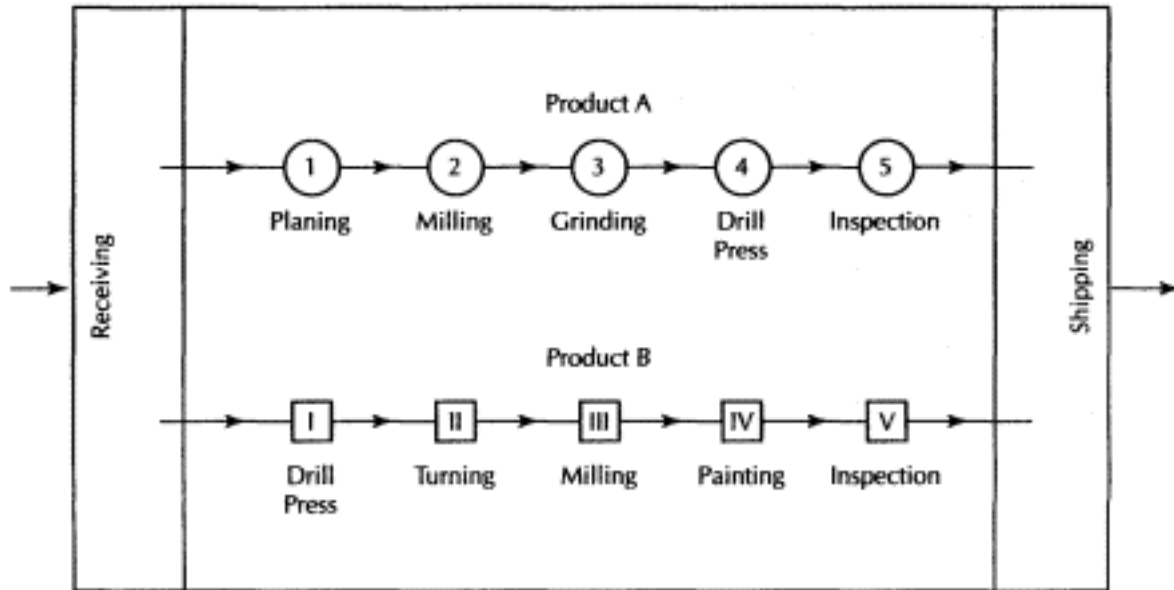 Receiving
Product A
1 2 3 4 5
Planing Milling Grinding Drill Press Inspection
Product B
I II III IV V
Drill Press Turning Milling Painting Inspection
Shipping